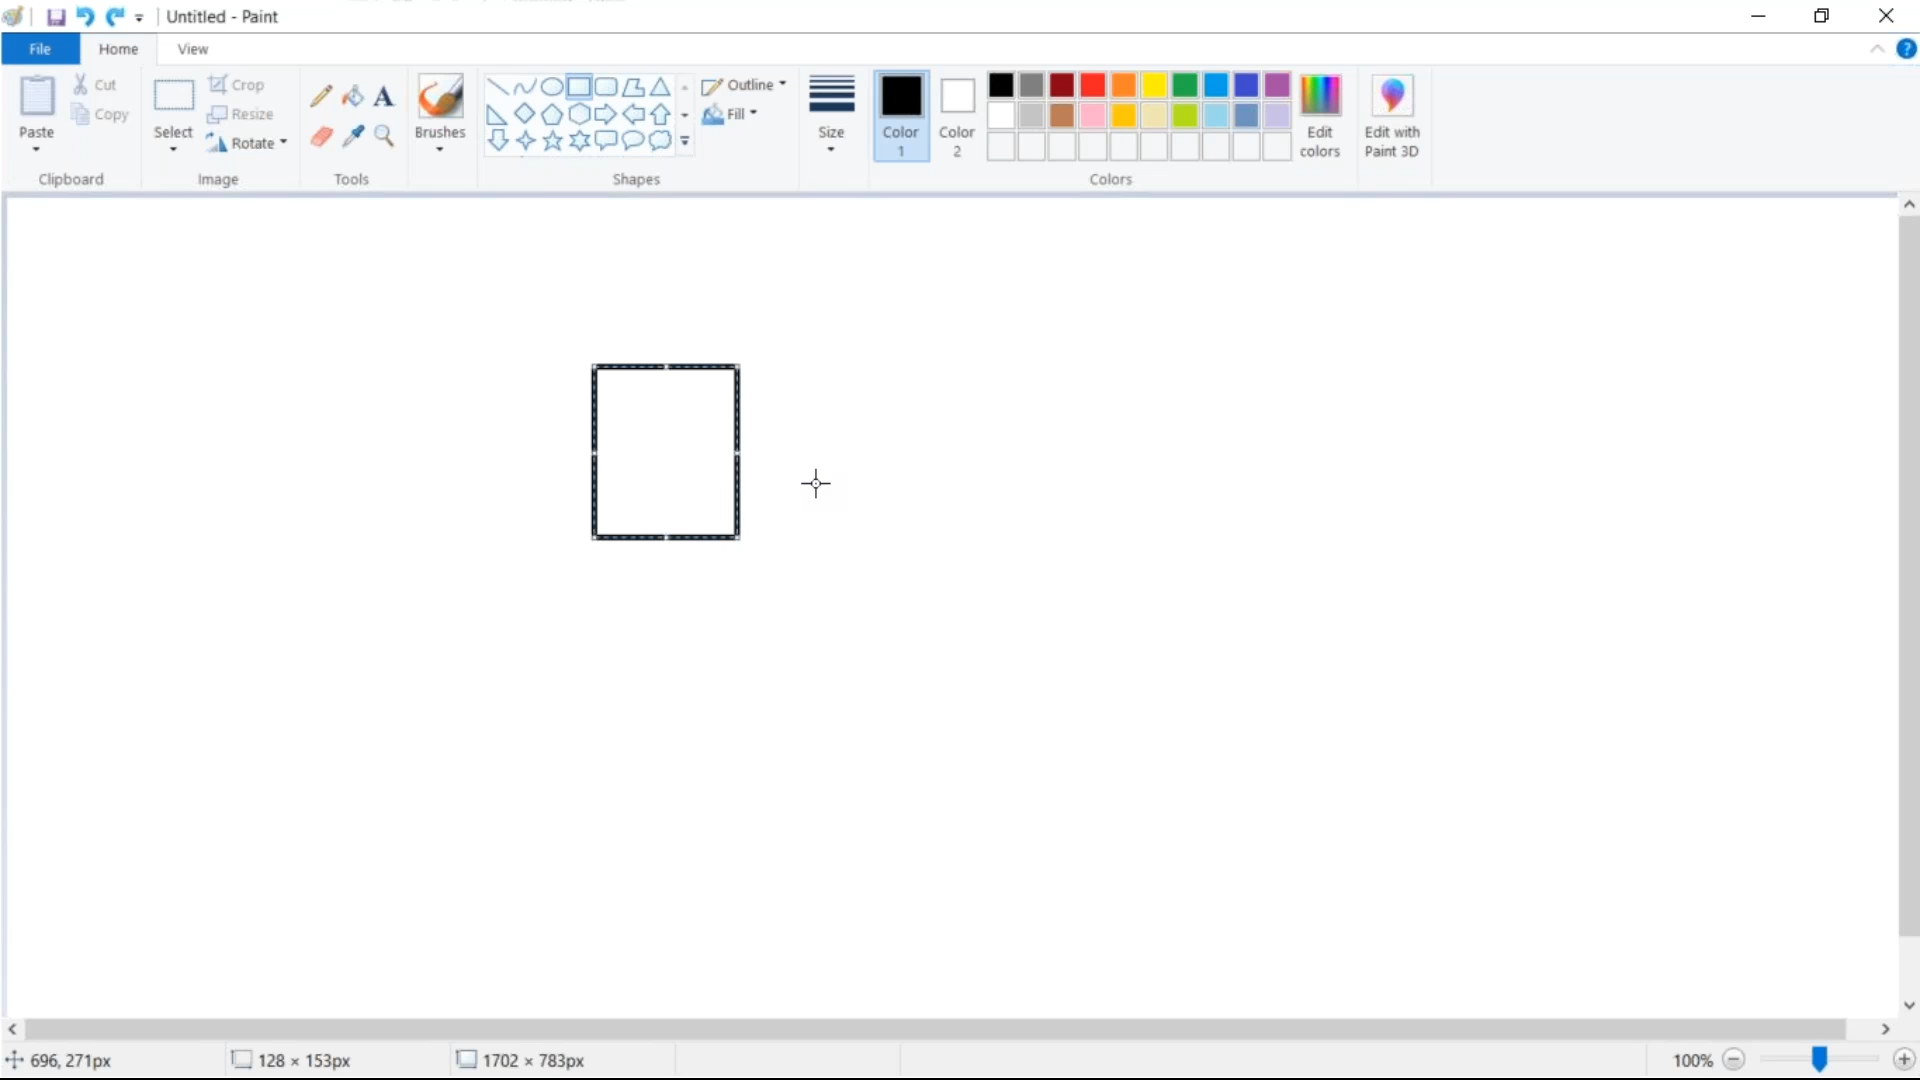 Untitled - Paint
File Home View
Paste Cut Copy
Clipboard
Select Crop Resize Rotate
Image
A
Tools
Brushes
Outline Fill
Shapes
Size
Color 1
Color 2
Edit colors
Colors
Edit with Paint 3D
696, 271px 128 × 153px 1702 × 783px 100%